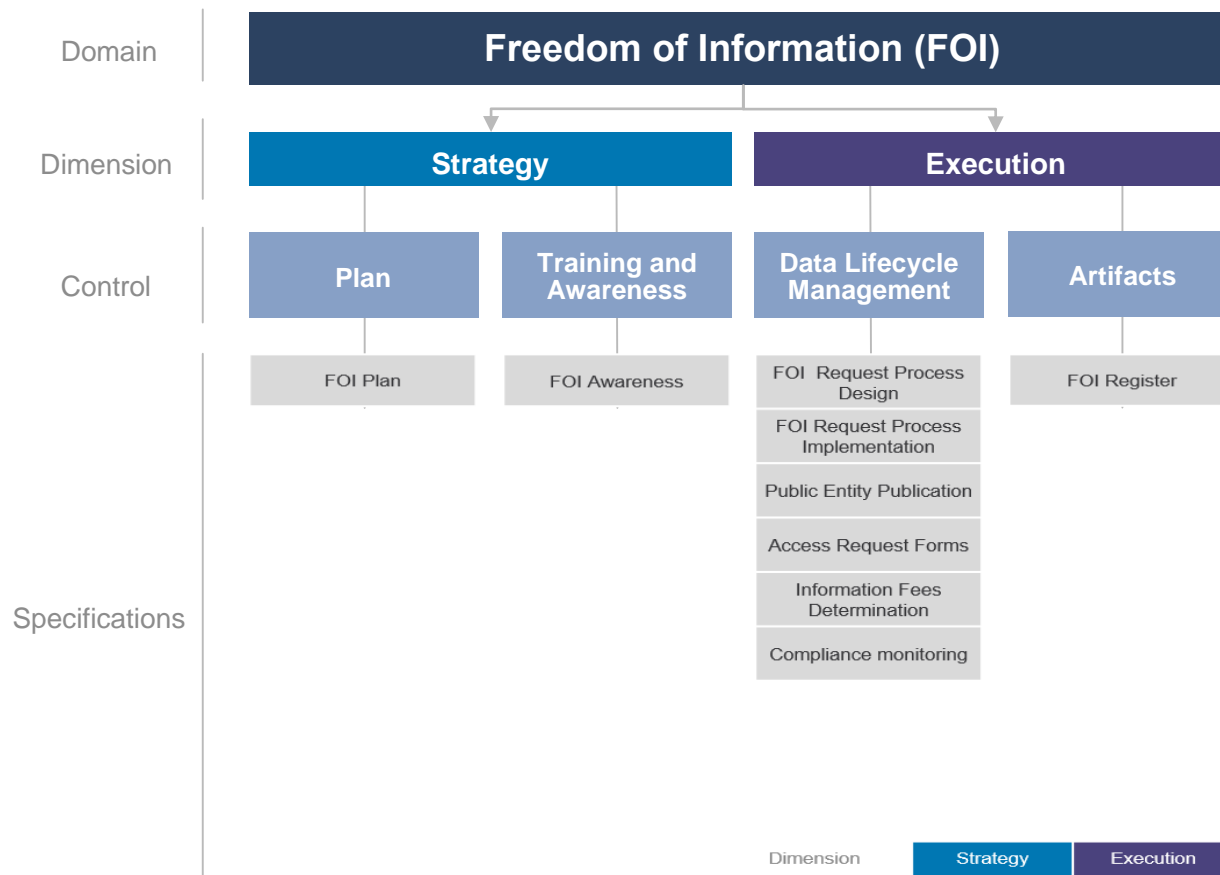 Domain
Freedom of Information (FOI)
Dimension
Strategy
Execution
Control
Plan
Training and
Awareness
Data Lifecycle
Management
Artifacts
Specifications
FOI Plan
FOI Awareness
FOI Request Process
Design
FOI Request Process
Implementation
Public Entity Publication
Access Request Forms
Information Fees
Determination
Compliance monitoring
FOI Register
Dimension
Strategy
Execution